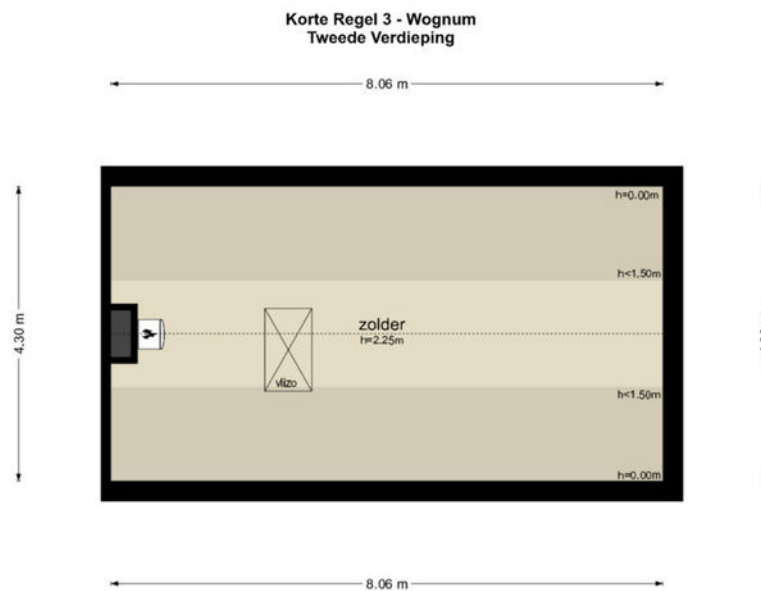 Korte Regel 3 - Wognum
Tweede Verdieping
8.06 m
h=0.00m
h<1.50m
4.30 m
zolder
h=2.25m
vlizo
h<1.50m
h=0.00m
8.06 m